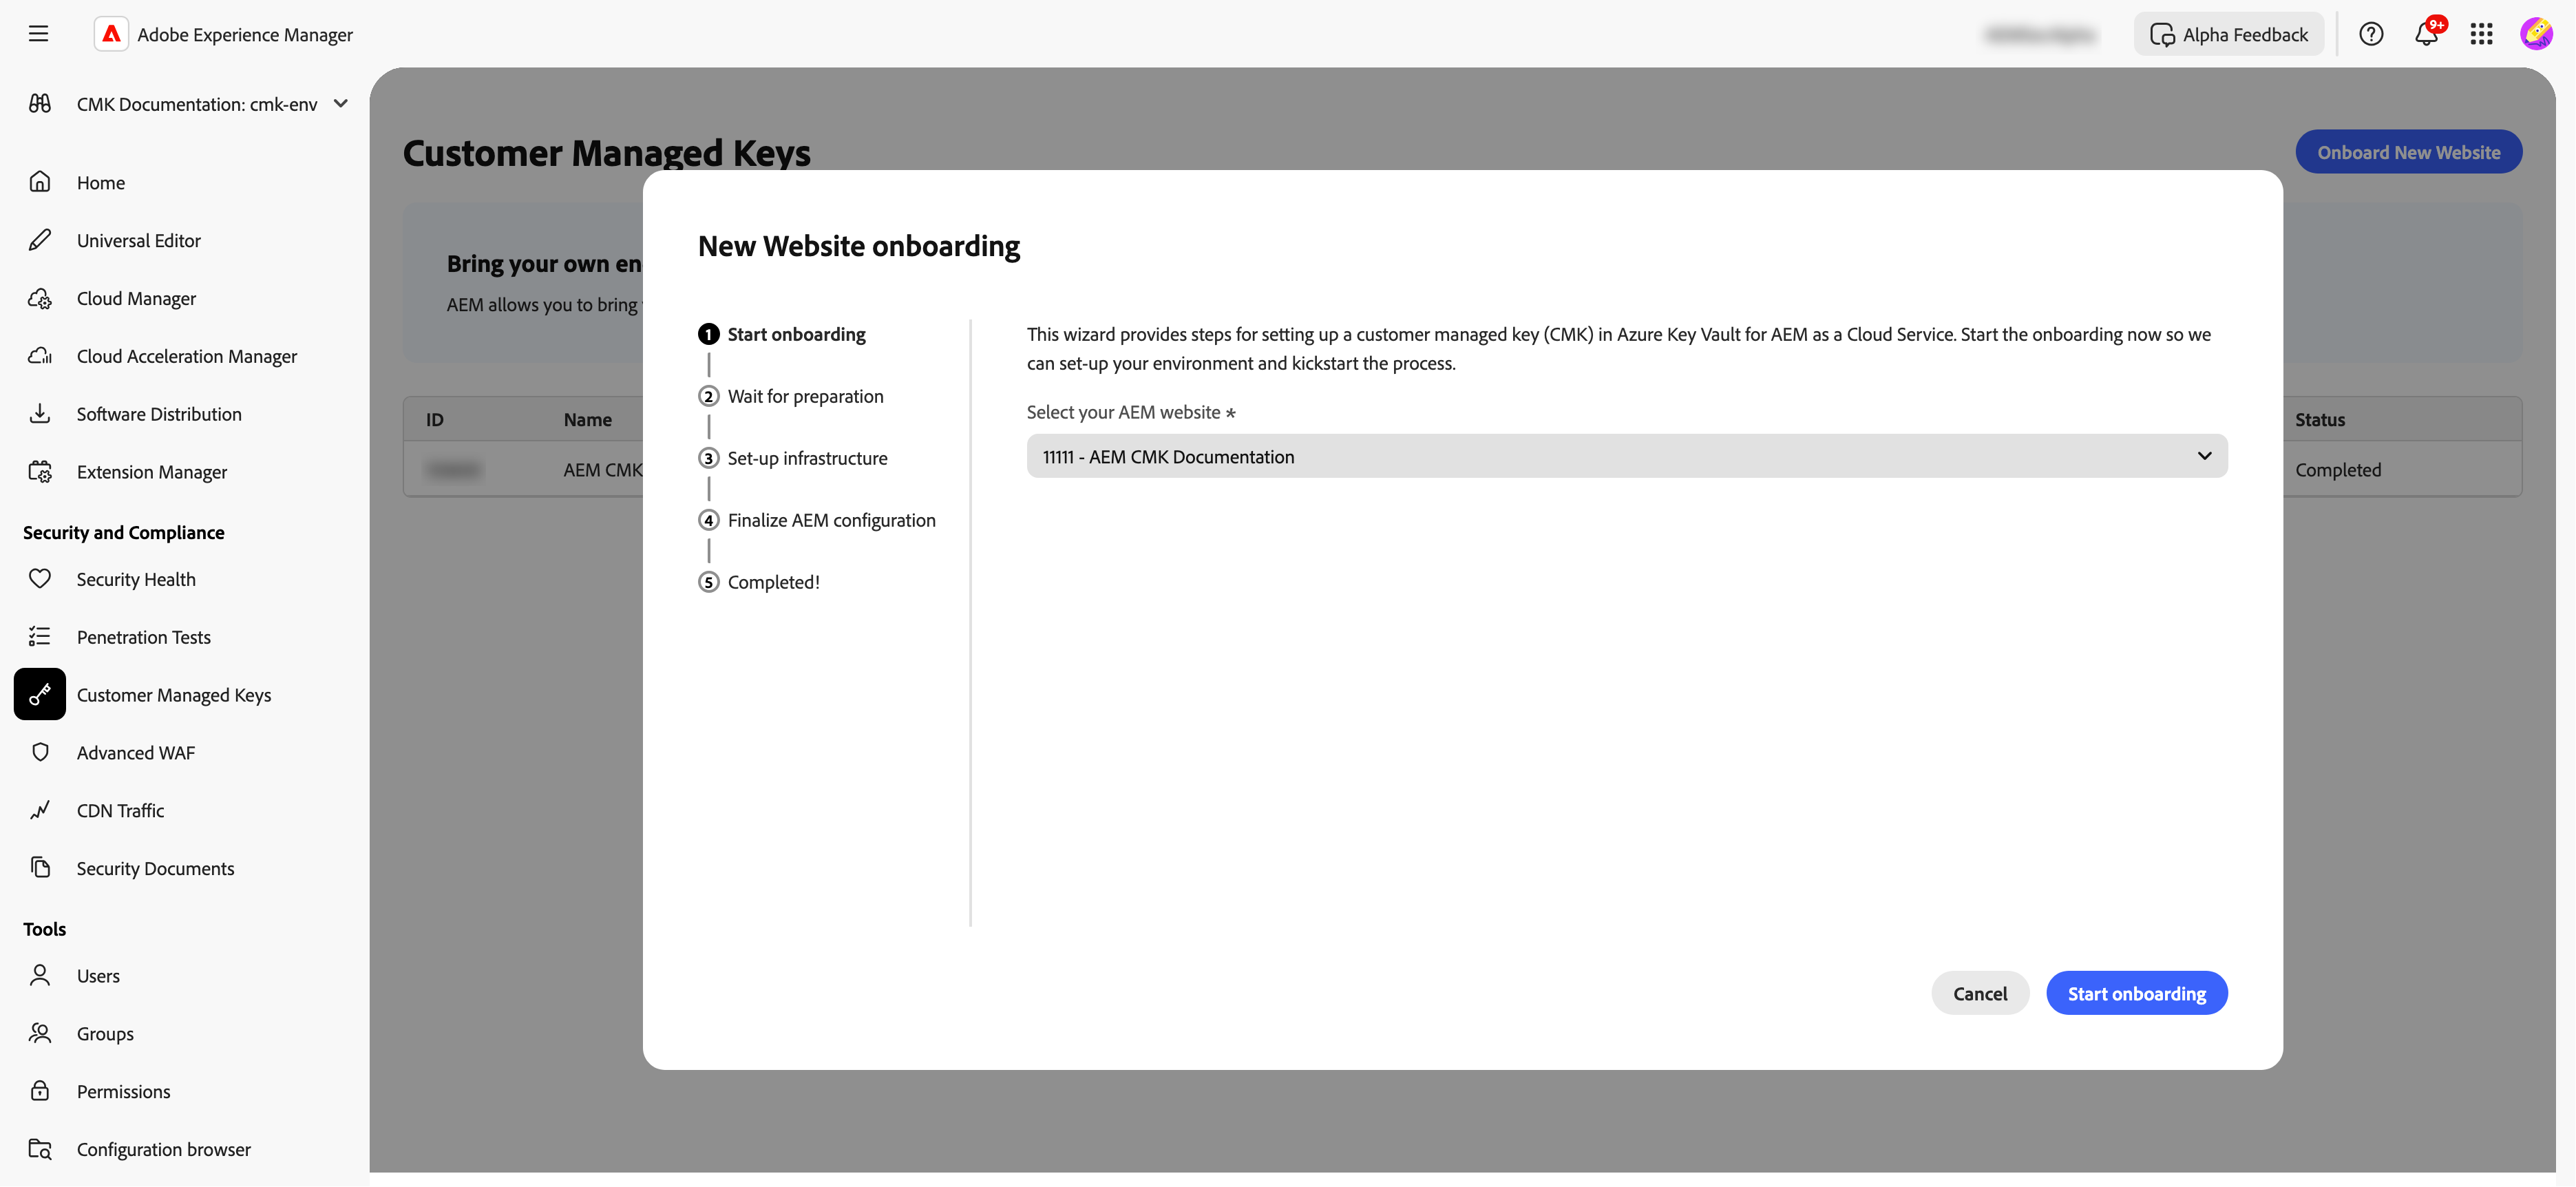 Adobe Experience Manager
Alpha Feedback
9+
CMK Documentation: cmk-env
Home
Universal Editor
Cloud Manager
Cloud Acceleration Manager
Software Distribution
Extension Manager
Security and Compliance
Security Health
Penetration Tests
Customer Managed Keys
Advanced WAF
CDN Traffic
Security Documents
Tools
Users
Groups
Permissions
Configuration browser
Customer Managed Keys
Onboard New Website
Bring your own en
AEM allows you to bring
ID Name Status
AEM CMK Completed
New Website onboarding
1 Start onboarding
2 Wait for preparation
3 Set-up infrastructure
4 Finalize AEM configuration
5 Completed!
This wizard provides steps for setting up a customer managed key (CMK) in Azure Key Vault for AEM as a Cloud Service. Start the onboarding now so we
can set-up your environment and kickstart the process.
Select your AEM website *
11111 - AEM CMK Documentation
Cancel
Start onboarding